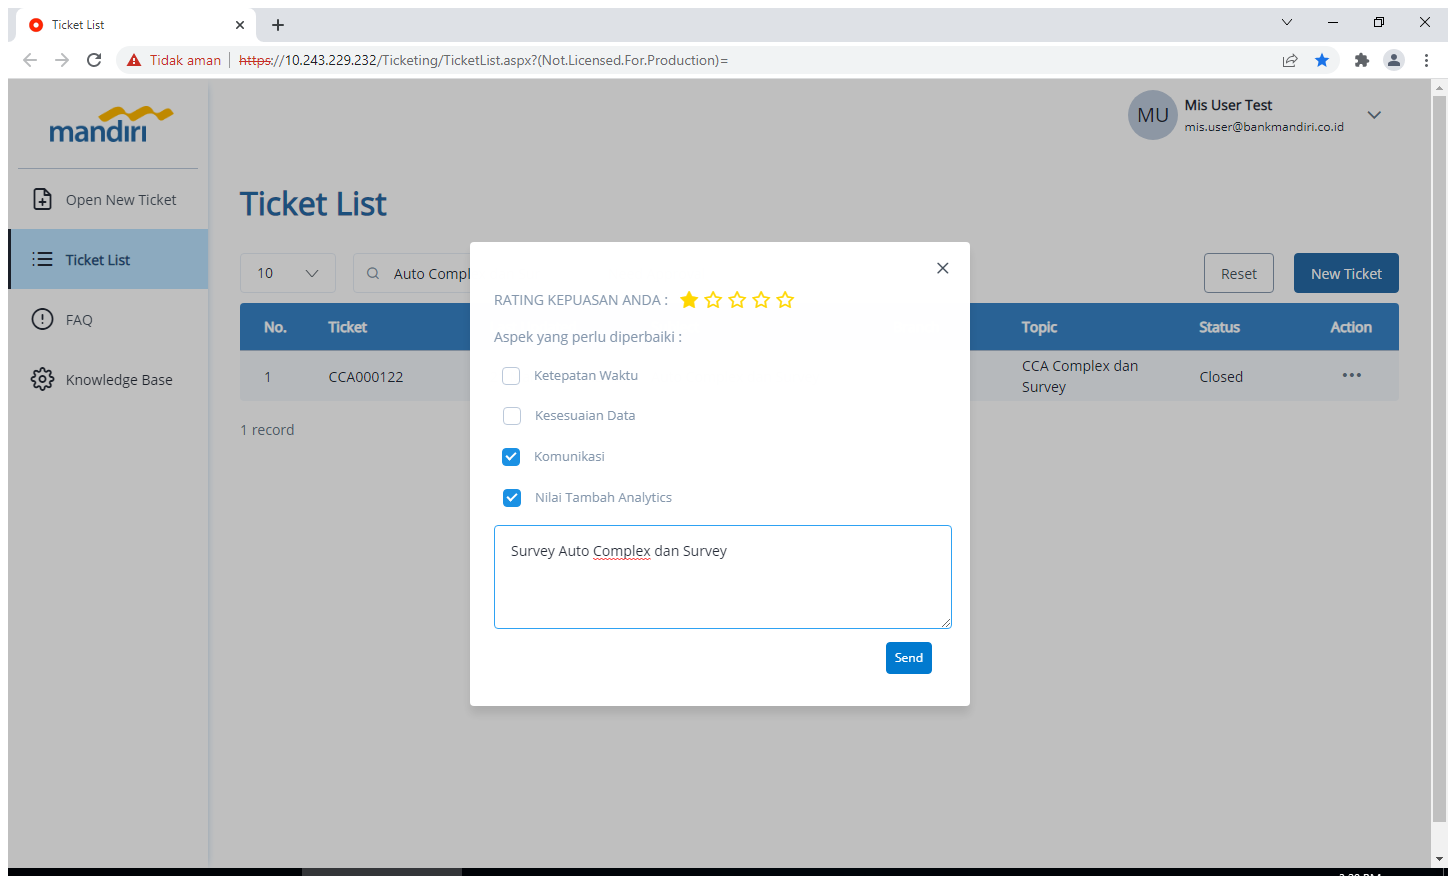 Ticket List
Tidak aman
https://10.243.229.232/Ticketing/TicketList.aspx?(Not.Licensed.For.Production)=
mandiri
MU
Mis User Test
mis.user@bankmandiri.co.id
Open New Ticket
Ticket List
FAQ
Knowledge Base
Ticket List
10
Auto Compl
Reset
New Ticket
No.
Ticket
Topic
Status
Action
1
CCA000122
CCA Complex dan
Survey
Closed
1 record
RATING KEPUASAN ANDA :
Aspek yang perlu diperbaiki :
Ketepatan Waktu
Kesesuaian Data
Komunikasi
Nilai Tambah Analytics
Survey Auto Complex dan Survey
Send